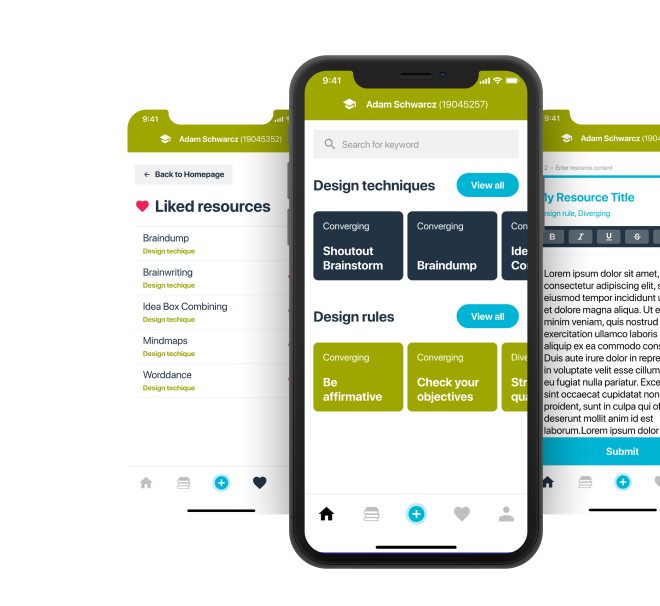 9:41
Adam Schwarcz (19045352)
Back to Homepage
Liked resources
Braindump
Design techique
Brainwriting
Design techique
Idea Box Combining
Design techique
Mindmaps
Design techique
Worddance
Design techique
9:41
Adam Schwarcz (19045257)
Search for keyword
Design techniques
View all
Converging
Shoutout
Brainstorm
Converging
Braindump
Con
Ide
Co
Design rules
View all
Converging
Be
affirmative
Converging
Check your
objectives
Dive
Str
qua
9:41
Adam Schwarcz (1904
2 – Enter resource content
My Resource Title
esign rule, Diverging
B I U S
Lorem ipsum dolor sit amet,
consectetur adipiscing elit, s
eiusmod tempor incididunt u
et dolore magna aliqua. Ut e
minim veniam, quis nostrud
exercitation ullamco laboris
aliquip ex ea commodo cons
Duis aute irure dolor in repre
in voluptate velit esse cillum
eu fugiat nulla pariatur. Exce
sint occaecat cupidatat non
proident, sunt in culpa qui of
deserunt mollit anim id est
laborum.Lorem ipsum dolor
Submit